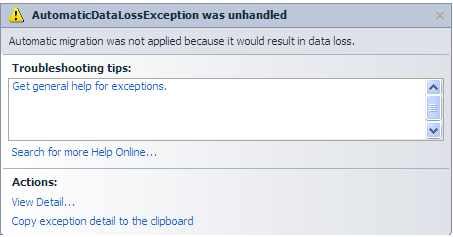 AutomaticDataLossException was unhandled
Automatic migration was not applied because it would result in data loss.
Troubleshooting tips:
Get general help for exceptions.
Search for more Help Online...
Actions:
View Detail...
Copy exception detail to the clipboard